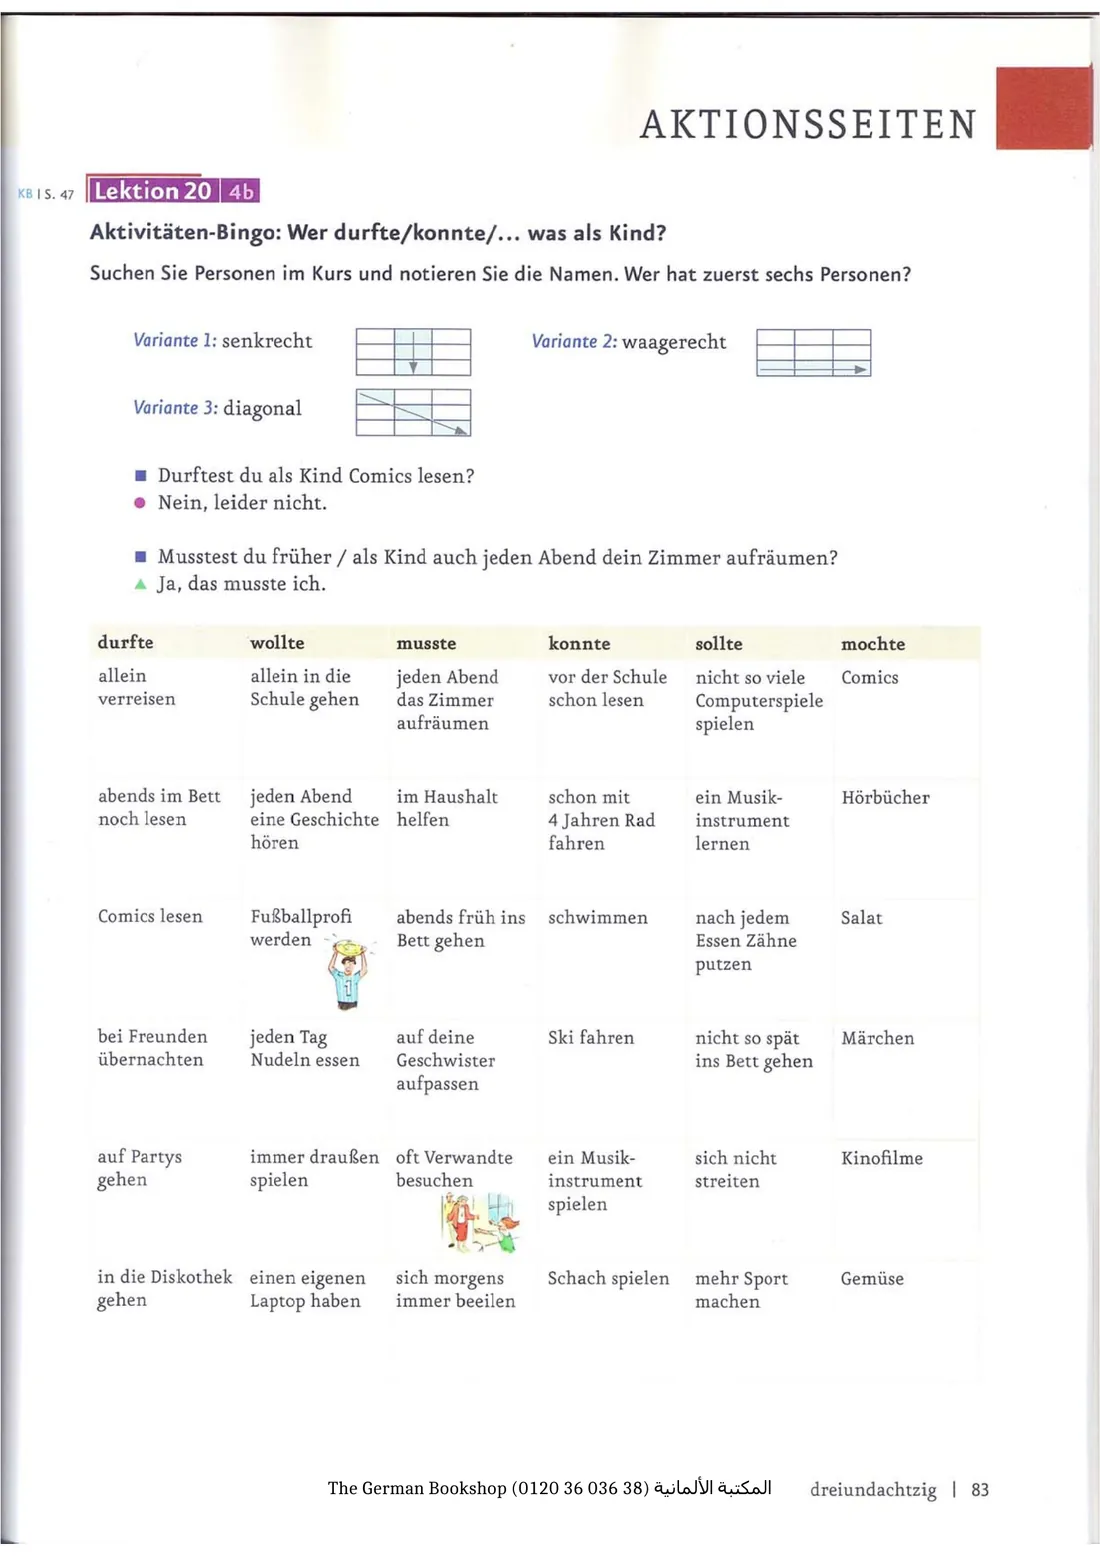 AKTIONSSEITEN
KB | S. 47
Lektion 20 4b
Aktivitäten-Bingo: Wer durfte/konnte/... was als Kind?
Suchen Sie Personen im Kurs und notieren Sie die Namen. Wer hat zuerst sechs Personen?
Variante 1: senkrecht
Variante 2: waagerecht
Variante 3: diagonal
Durftest du als Kind Comics lesen?
Nein, leider nicht.
Musstest du früher / als Kind auch jeden Abend dein Zimmer aufräumen?
Ja, das musste ich.
durfte wollte musste konnte sollte mochte
allein allein in die jeden Abend vor der Schule nicht so viele Comics
verreisen Schule gehen das Zimmer schon lesen Computerspiele
aufräumen spielen
abends im Bett jeden Abend im Haushalt schon mit ein Musik- Hörbücher
noch lesen eine Geschichte helfen 4 Jahren Rad instrument
hören fahren lernen
Comics lesen Fußballprofi abends früh ins schwimmen nach jedem Salat
werden Bett gehen Essen Zähne
putzen
1
bei Freunden jeden Tag auf deine Ski fahren nicht so spät Märchen
übernachten Nudeln essen Geschwister ins Bett gehen
aufpassen
auf Partys immer draußen oft Verwandte ein Musik- sich nicht Kinofilme
gehen spielen besuchen instrument streiten
spielen
in die Diskothek einen eigenen sich morgens Schach spielen mehr Sport Gemüse
gehen Laptop haben immer beeilen machen
The German Bookshop (0120 36 036 38) المكتبة الألمانية
dreiundachtzig | 83